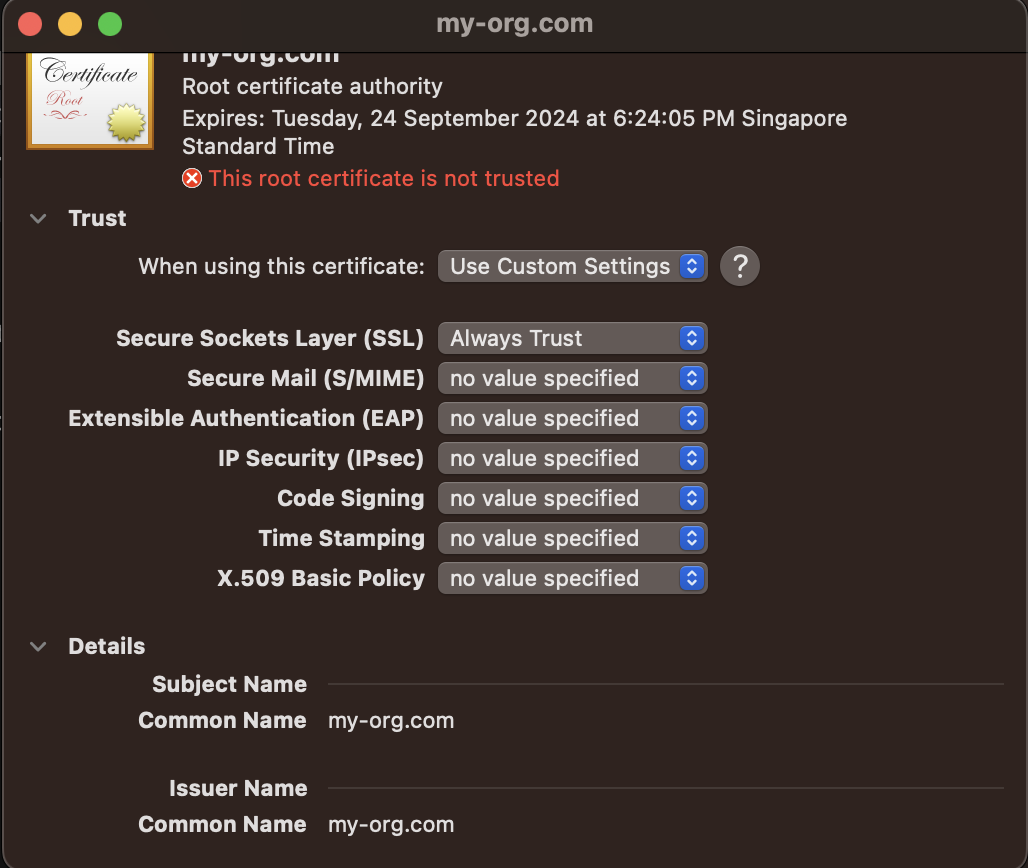 my-org.com
my-org.com
Certificate
Root
Root certificate authority
Expires: Tuesday, 24 September 2024 at 6:24:05 PM Singapore
Standard Time
This root certificate is not trusted
Trust
When using this certificate: Use Custom Settings ?
Secure Sockets Layer (SSL) Always Trust
Secure Mail (S/MIME) no value specified
Extensible Authentication (EAP) no value specified
IP Security (IPsec) no value specified
Code Signing no value specified
Time Stamping no value specified
X.509 Basic Policy no value specified
Details
Subject Name
Common Name my-org.com
Issuer Name
Common Name my-org.com